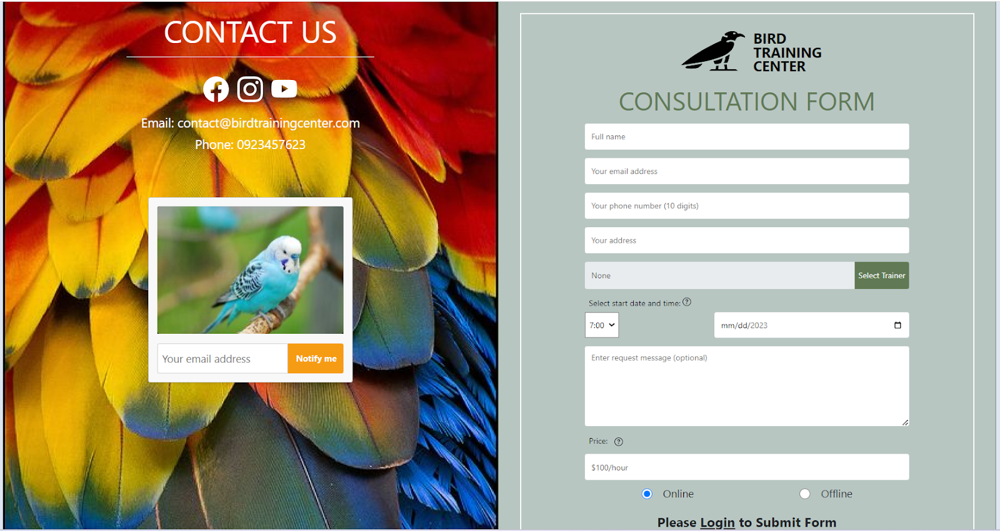 CONTACT US
Email: contact@birdtrainingcenter.com
Phone: 0923457623
Your email address
Notify me
BIRD
TRAINING
CENTER
CONSULTATION FORM
Full name
Your email address
Your phone number (10 digits)
Your address
None
Select Trainer
Select start date and time: ?
7:00
mm/dd/2023
Enter request message (optional)
Price: ?
$100/hour
Online
Offline
Please Login to Submit Form